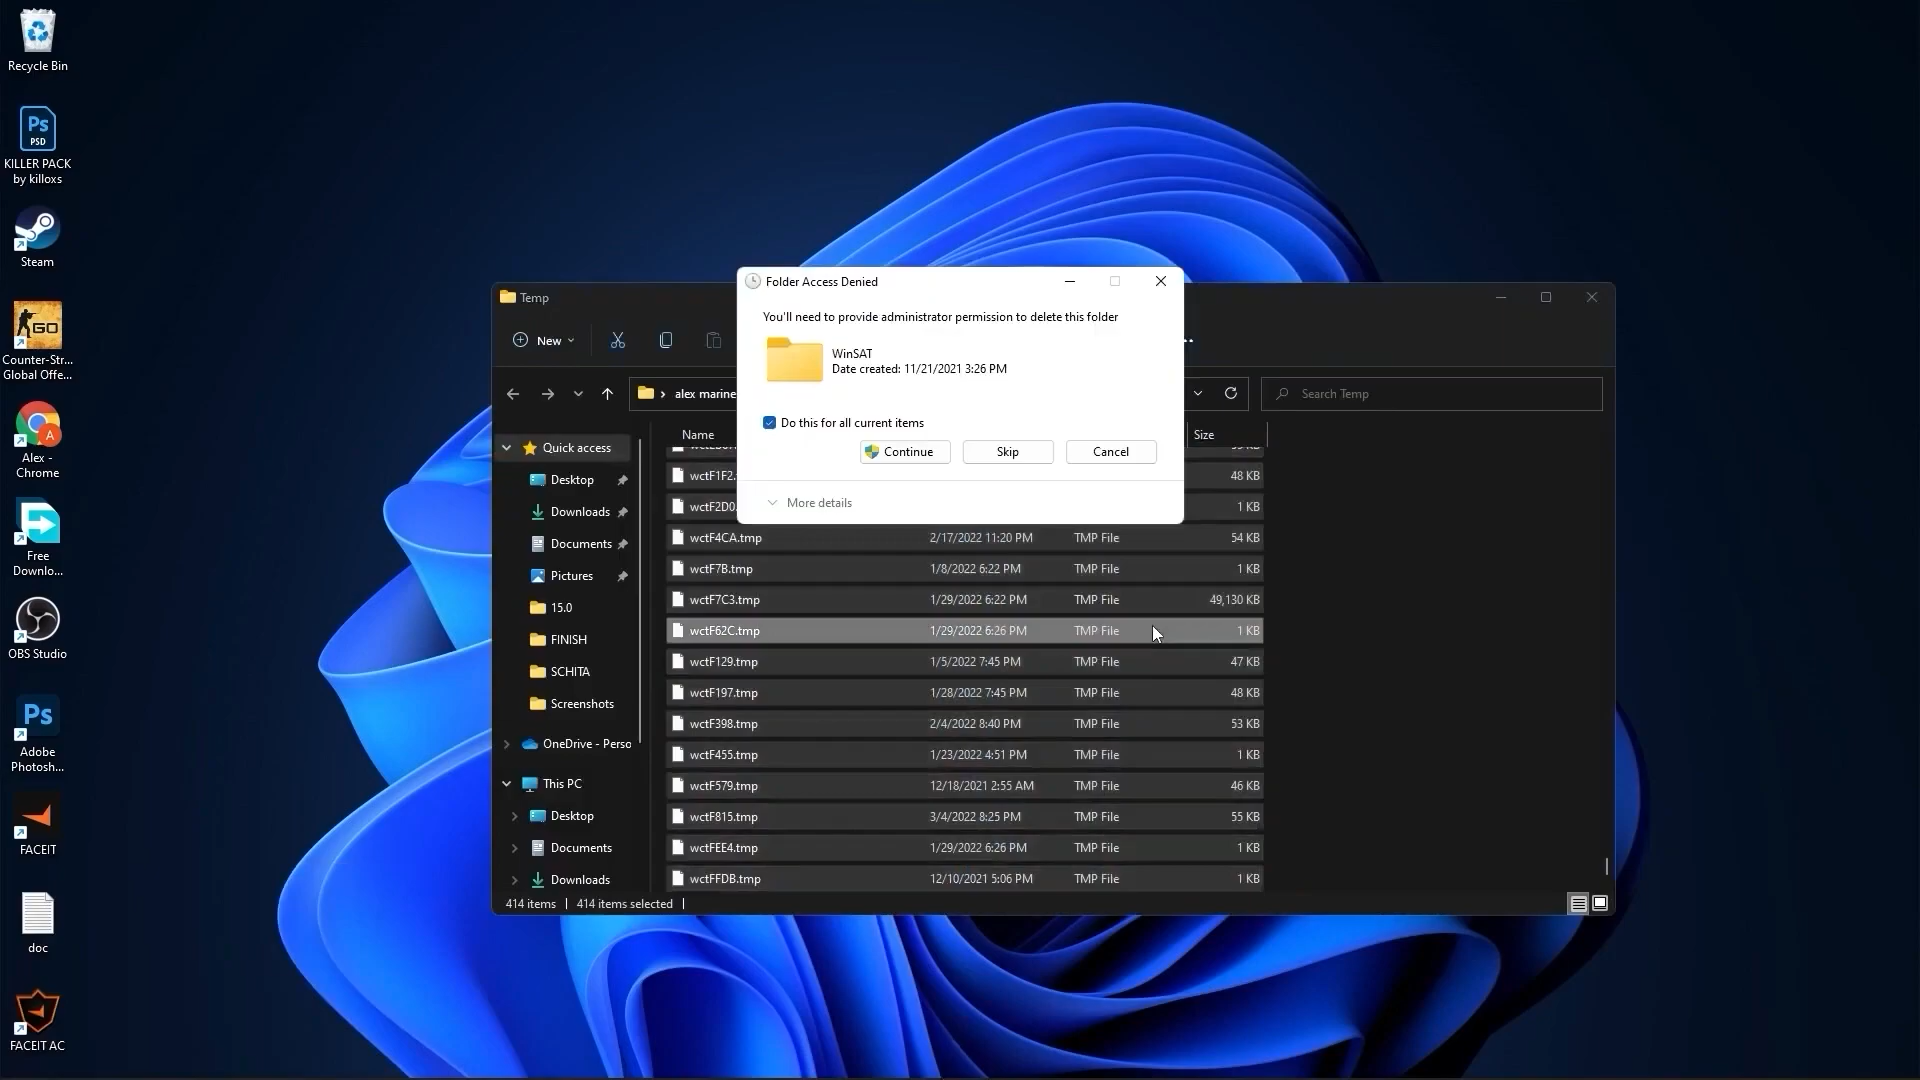 Recycle Bin
Ps
PSD
KILLER PACK
by killoxs
Steam
GO
Counter-Str...
Global Offe...
A
Alex -
Chrome
Free
Downlo...
OBS Studio
Ps
Adobe
Photosh...
FACEIT
doc
FACEIT AC
Temp
New
alex marine
Search Temp
Quick access
Desktop
Downloads
Documents
Pictures
15.0
FINISH
SCHITA
Screenshots
OneDrive - Perso
This PC
Desktop
Documents
Downloads
Folder Access Denied
You'll need to provide administrator permission to delete this folder
WinSAT
Date created: 11/21/2021 3:26 PM
Do this for all current items
Continue Skip Cancel
More details
Name Size
wctF1F2. 48 KB
wctF2D0. 1 KB
wctF4CA.tmp 2/17/2022 11:20 PM TMP File 54 KB
wctF7B.tmp 1/8/2022 6:22 PM TMP File 1 KB
wctF7C3.tmp 1/29/2022 6:22 PM TMP File 49,130 KB
wctF62C.tmp 1/29/2022 6:26 PM TMP File 1 KB
wctF129.tmp 1/5/2022 7:45 PM TMP File 47 KB
wctF197.tmp 1/28/2022 7:45 PM TMP File 48 KB
wctF398.tmp 2/4/2022 8:40 PM TMP File 53 KB
wctF455.tmp 1/23/2022 4:51 PM TMP File 1 KB
wctF579.tmp 12/18/2021 2:55 AM TMP File 46 KB
wctF815.tmp 3/4/2022 8:25 PM TMP File 55 KB
wctFEE4.tmp 1/29/2022 6:26 PM TMP File 1 KB
wctFFDB.tmp 12/10/2021 5:06 PM TMP File 1 KB
414 items 414 items selected